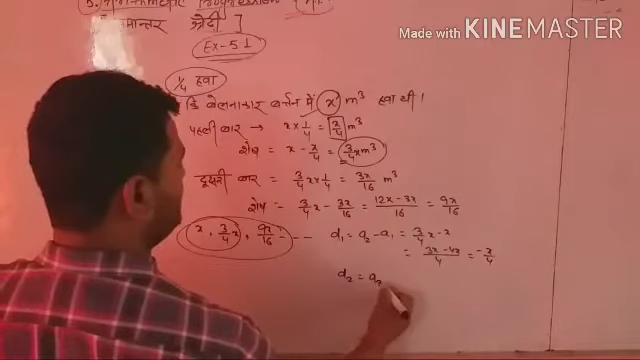 Made with KINEMASTER
श्रेढी ]
Ex-5.1
1/4 हवा
कि बेलनाकार बर्तन में x m³ हवा थी।
पहली बार → x × 1/4 = x/4 m³
शेष = x - x/4 = 3/4 x m³
दूसरी बार = 3/4 x × 1/4 = 3x/16 m³
शेष = 3/4 x - 3x/16 = 12x-3x/16 = 9x/16
x, 3/4 x, 9x/16 ---
d₁ = a₂ - a₁ = 3/4 x - x
= 3x-4x/4 = -x/4
d₂ = a₃